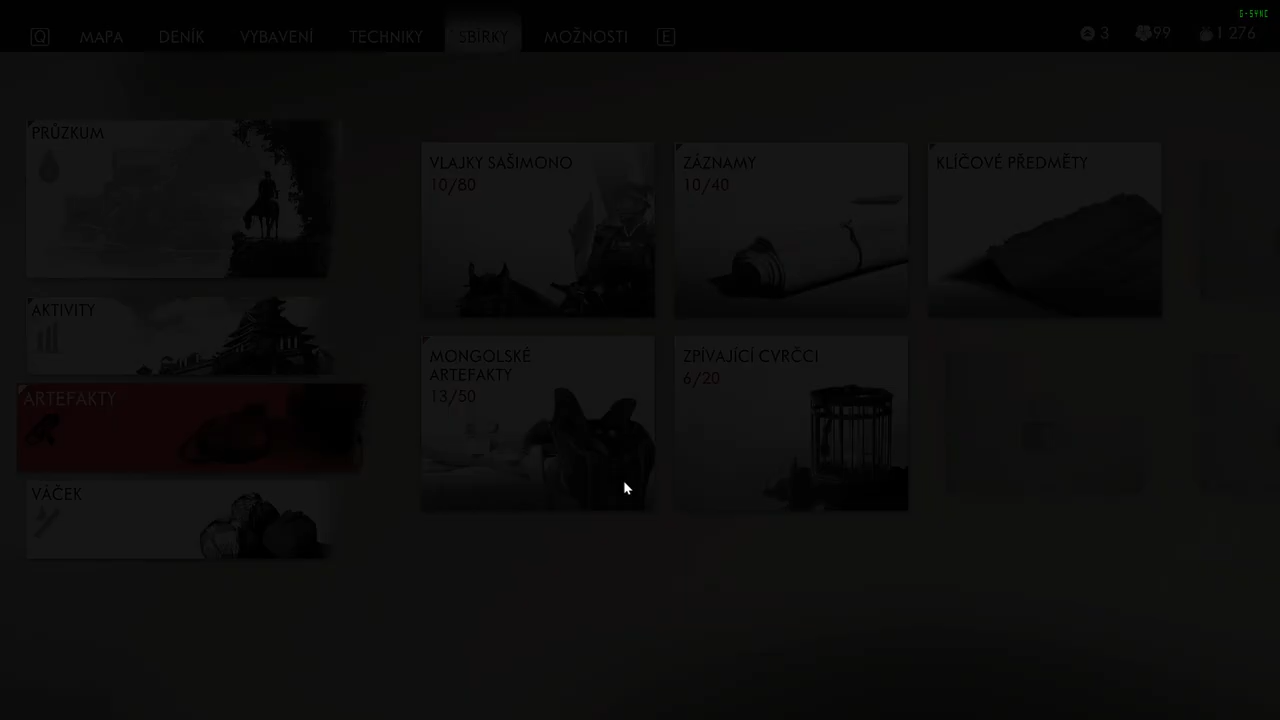 G-SYNC
Q MAPA DENÍK VYBAVENÍ TECHNIKY SBÍRKY MOŽNOSTI E 3 99 1 276
PRŮZKUM
AKTIVITY
ARTEFAKTY
VÁČEK
VLAJKY SAŠIMONO
10/80
ZÁZNAMY
10/40
KLÍČOVÉ PŘEDMĚTY
MONGOLSKÉ
ARTEFAKTY
13/50
ZPÍVAJÍCÍ CVRČCI
6/20